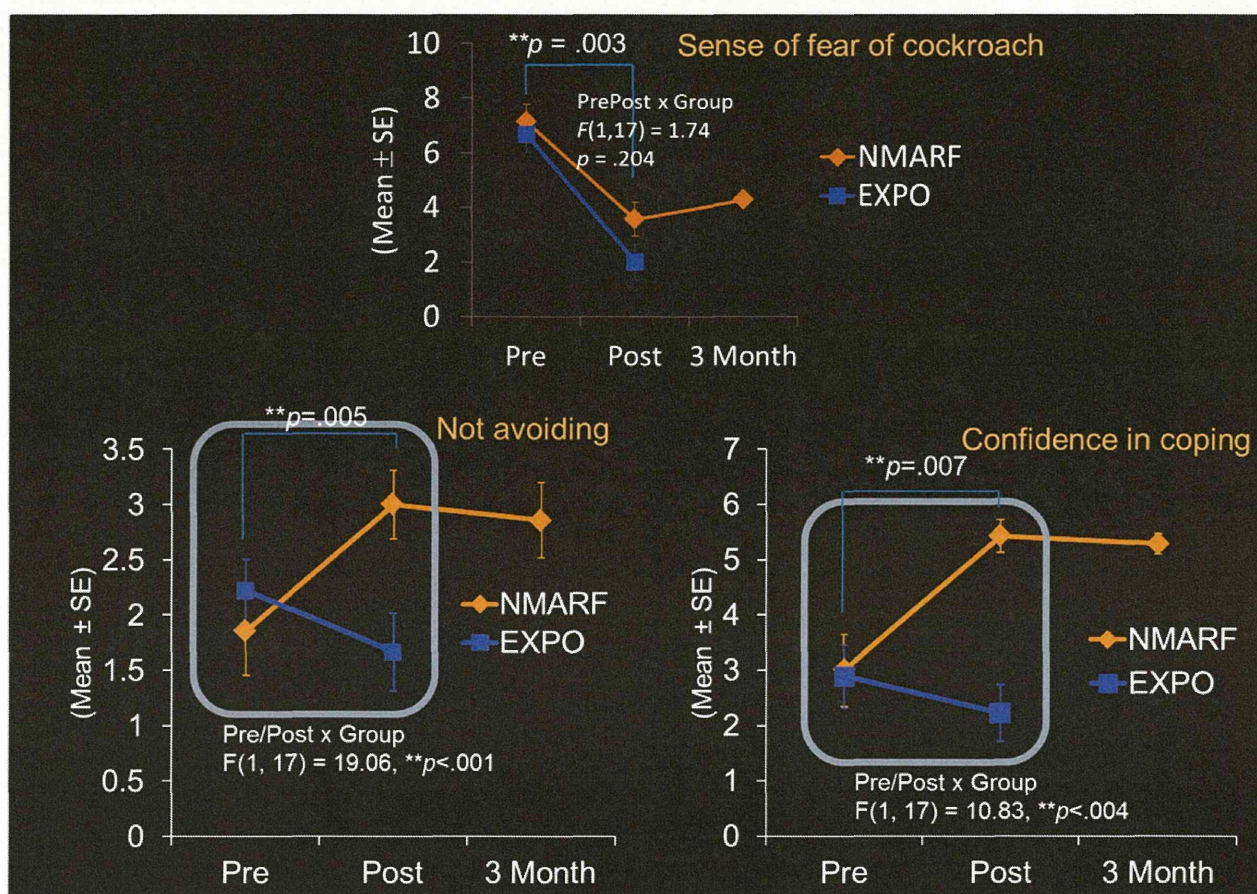 Sense of fear of cockroach
**p = .003
PrePost x Group
F(1,17) = 1.74
p = .204
(Mean ± SE)
10
8
6
4
2
0
Pre Post 3 Month
NMARF
EXPO
Not avoiding
**p=.005
(Mean ± SE)
3.5
3
2.5
2
1.5
1
0.5
0
Pre Post 3 Month
NMARF
EXPO
Pre/Post x Group
F(1, 17) = 19.06, **p<.001
Confidence in coping
**p=.007
(Mean ± SE)
7
6
5
4
3
2
1
0
Pre Post 3 Month
NMARF
EXPO
Pre/Post x Group
F(1, 17) = 10.83, **p<.004